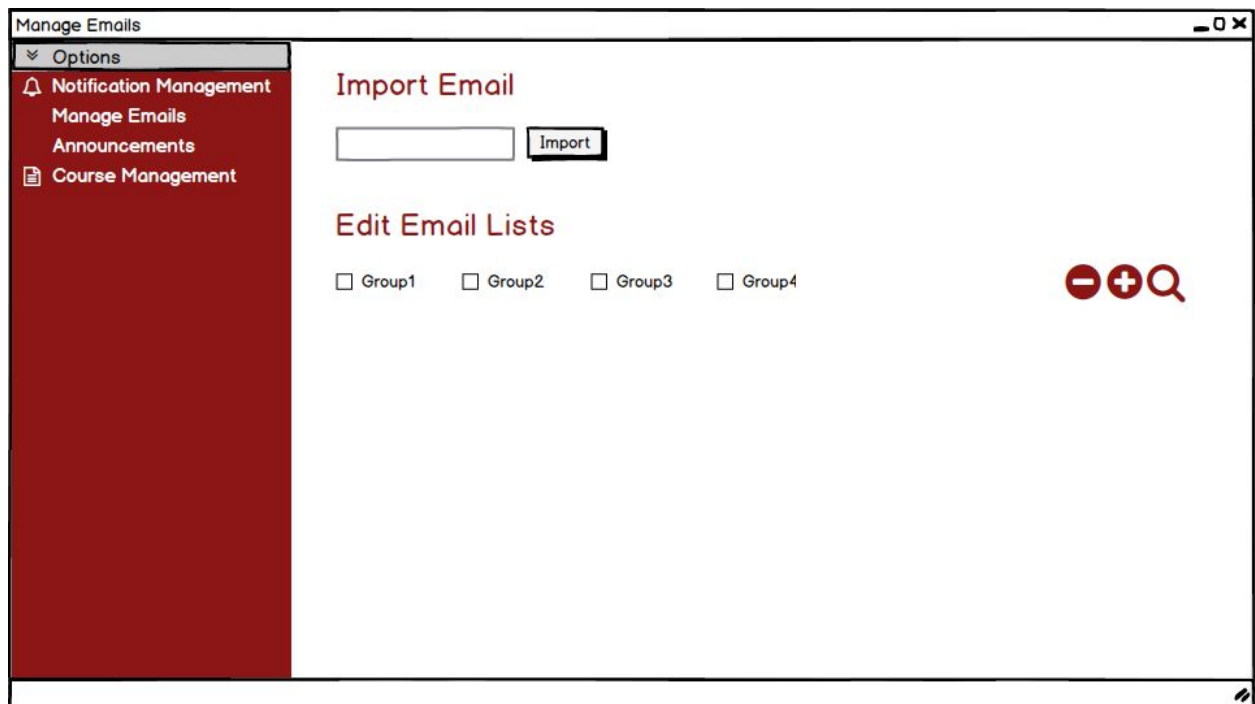 Manage Emails
Options
Notification Management
Manage Emails
Announcements
Course Management
Import Email
Import
Edit Email Lists
Group1 Group2 Group3 Group4